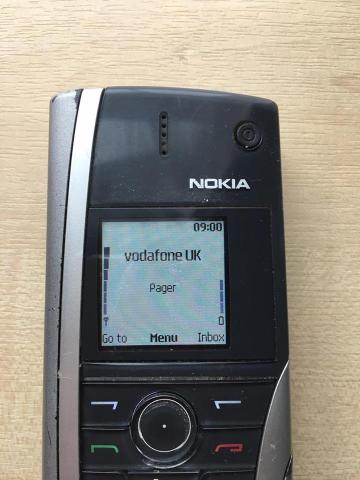 NOKIA
09:00
vodafone UK
Pager
Go to Menu Inbox